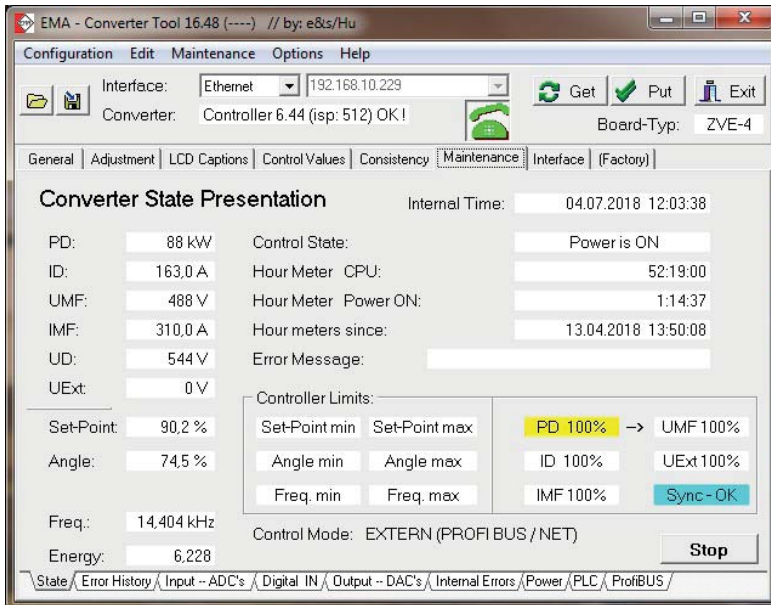 EMA - Converter Tool 16.48 (----) // by: e&s/Hu
Configuration Edit Maintenance Options Help
Interface: Ethernet 192.168.10.229 Get Put Exit
Converter: Controller 6.44 (isp: 512) OK! Board-Typ: ZVE-4
General Adjustment LCD Captions Control Values Consistency Maintenance Interface (Factory)
Converter State Presentation Internal Time: 04.07.2018 12:03:38
PD: 88 kW Control State: Power is ON
ID: 163,0 A Hour Meter CPU: 52:19:00
UMF: 488 V Hour Meter Power ON: 1:14:37
IMF: 310,0 A Hour meters since: 13.04.2018 13:50:08
UD: 544 V Error Message:
UExt: 0 V
Controller Limits:
Set-Point: 90,2 % Set-Point min Set-Point max PD 100% –> UMF 100%
Angle: 74,5 % Angle min Angle max ID 100% UExt 100%
Freq. min Freq. max IMF 100% Sync - OK
Freq.: 14,404 kHz
Control Mode: EXTERN (PROFI BUS / NET)
Energy: 6,228 Stop
State Error History Input -- ADC's Digital IN Output -- DAC's Internal Errors Power PLC ProfiBUS